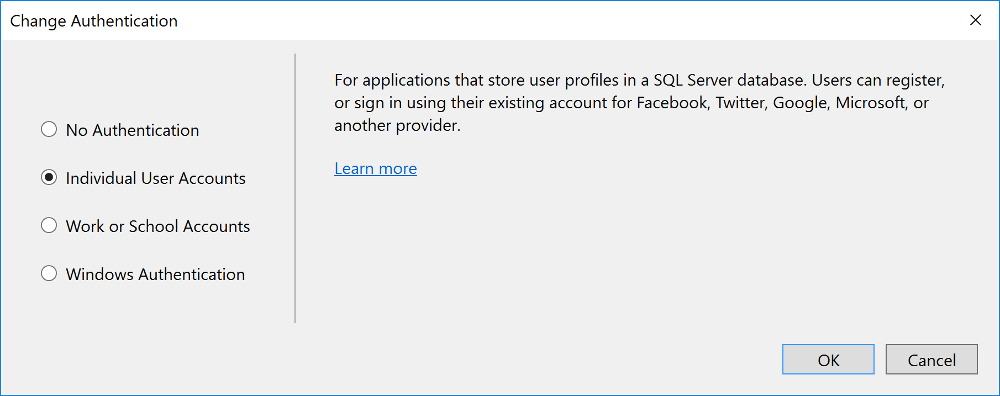 Change Authentication
No Authentication
Individual User Accounts
Work or School Accounts
Windows Authentication
For applications that store user profiles in a SQL Server database. Users can register,
or sign in using their existing account for Facebook, Twitter, Google, Microsoft, or
another provider.
Learn more
OK
Cancel